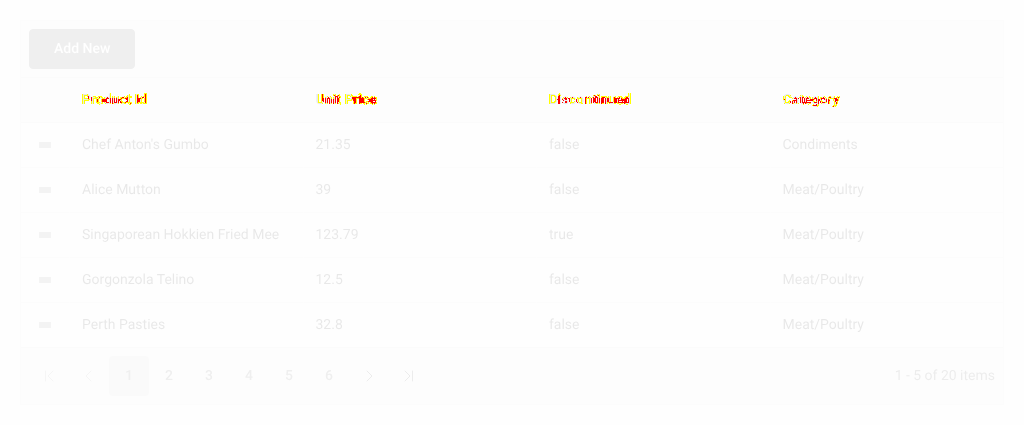 Add New
Product Id Unit Price Discontinued Category
Chef Anton's Gumbo 21.35 false Condiments
Alice Mutton 39 false Meat/Poultry
Singaporean Hokkien Fried Mee 123.79 true Meat/Poultry
Gorgonzola Telino 12.5 false Meat/Poultry
Perth Pasties 32.8 false Meat/Poultry
1 2 3 4 5 6 1 - 5 of 20 items